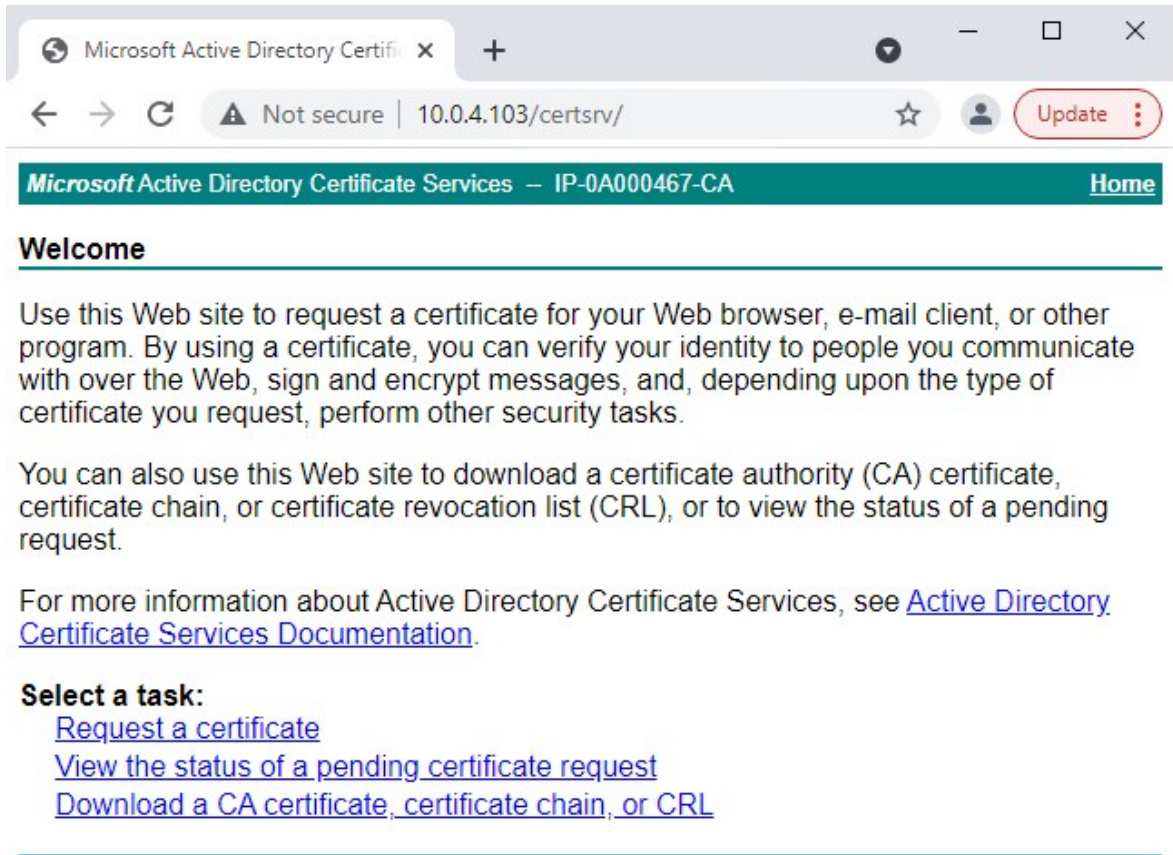 Microsoft Active Directory Certifi
Not secure | 10.0.4.103/certsrv/
Update
Microsoft Active Directory Certificate Services -- IP-0A000467-CA
Home
Welcome
Use this Web site to request a certificate for your Web browser, e-mail client, or other
program. By using a certificate, you can verify your identity to people you communicate
with over the Web, sign and encrypt messages, and, depending upon the type of
certificate you request, perform other security tasks.
You can also use this Web site to download a certificate authority (CA) certificate,
certificate chain, or certificate revocation list (CRL), or to view the status of a pending
request.
For more information about Active Directory Certificate Services, see Active Directory
Certificate Services Documentation.
Select a task:
Request a certificate
View the status of a pending certificate request
Download a CA certificate, certificate chain, or CRL